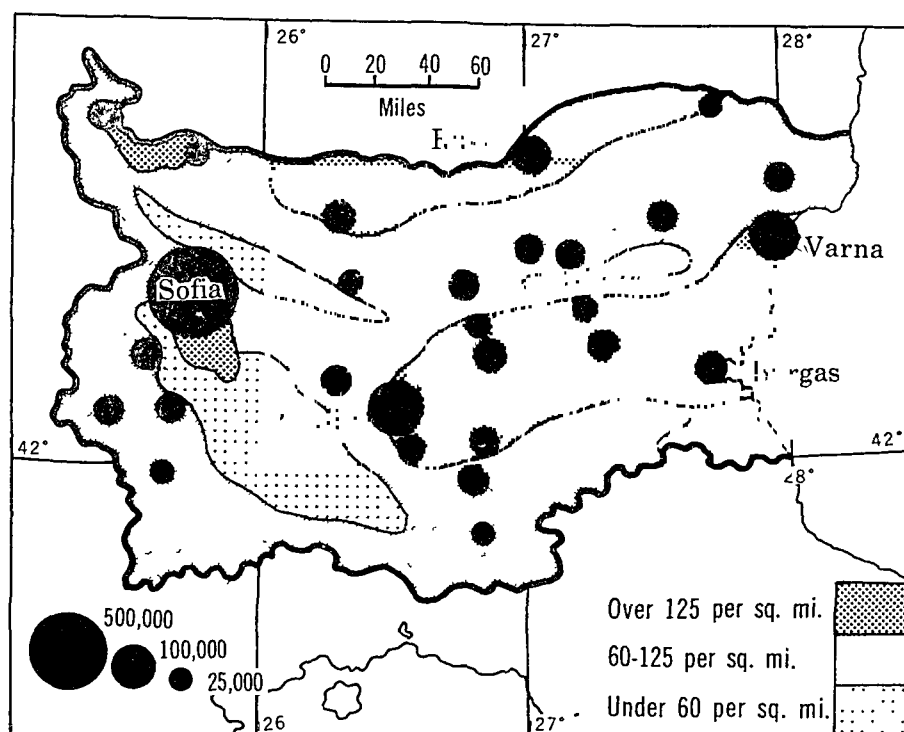 26°
27°
28°
0 20 40 60
Miles
Varna
Sofia
42°
42°
28°
500,000
100,000
25,000
Over 125 per sq. mi.
60-125 per sq. mi.
Under 60 per sq. mi.
26
27°